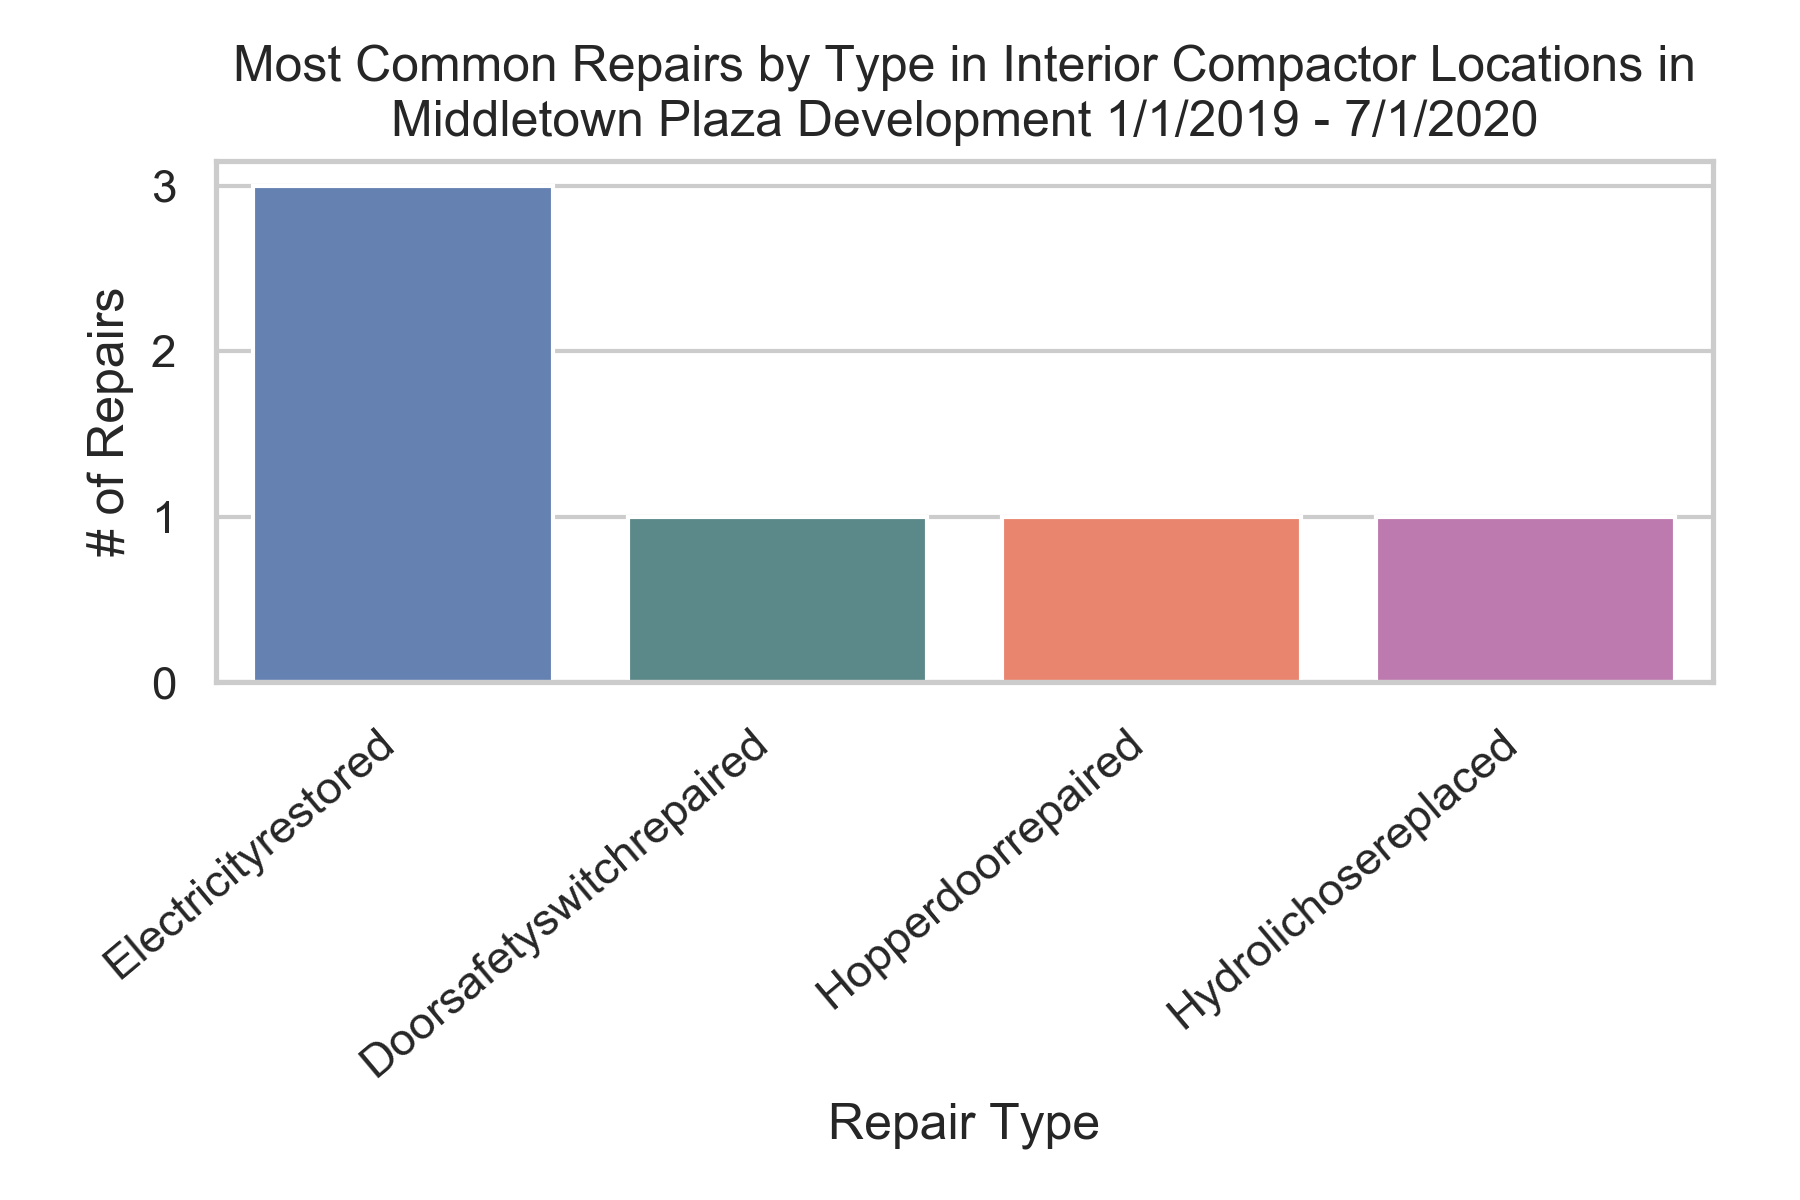 Most Common Repairs by Type in Interior Compactor Locations in
Middletown Plaza Development 1/1/2019 - 7/1/2020
# of Repairs
3
2
1
0
Electricityrestored
Doorsafetyswitchrepaired
Hopperdoorrepaired
Hydrolichosereplaced
Repair Type